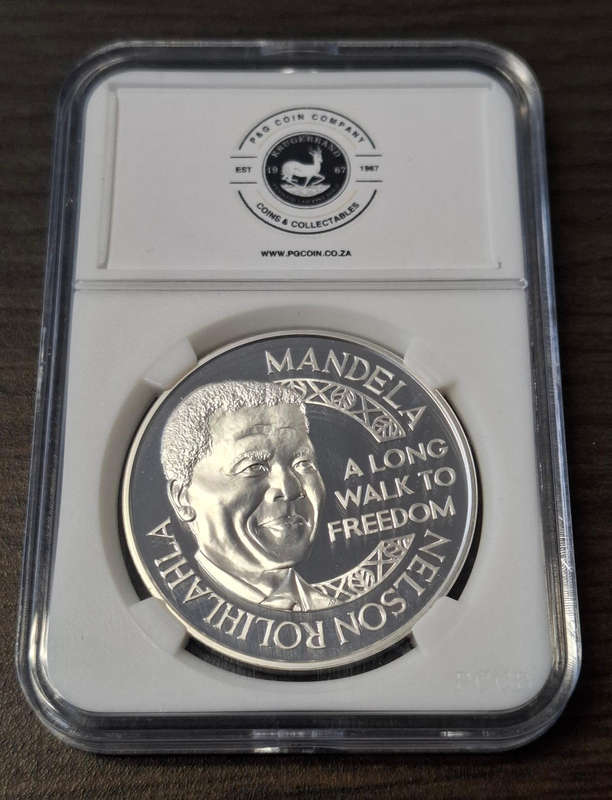 P&G COIN COMPANY
KRUGERRAND
EST 19 67 1967
COINS & COLLECTABLES
WWW.PGCOIN.CO.ZA
MANDELA
A LONG
WALK TO
FREEDOM
NELSON ROLIHLAHLA